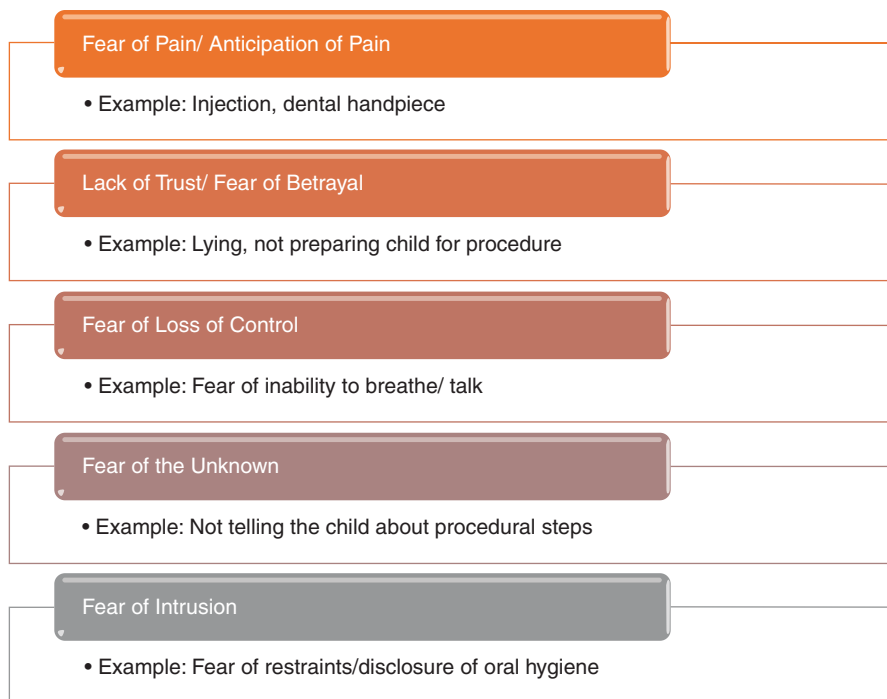 Fear of Pain/ Anticipation of Pain
• Example: Injection, dental handpiece
Lack of Trust/ Fear of Betrayal
• Example: Lying, not preparing child for procedure
Fear of Loss of Control
• Example: Fear of inability to breathe/ talk
Fear of the Unknown
• Example: Not telling the child about procedural steps
Fear of Intrusion
• Example: Fear of restraints/disclosure of oral hygiene